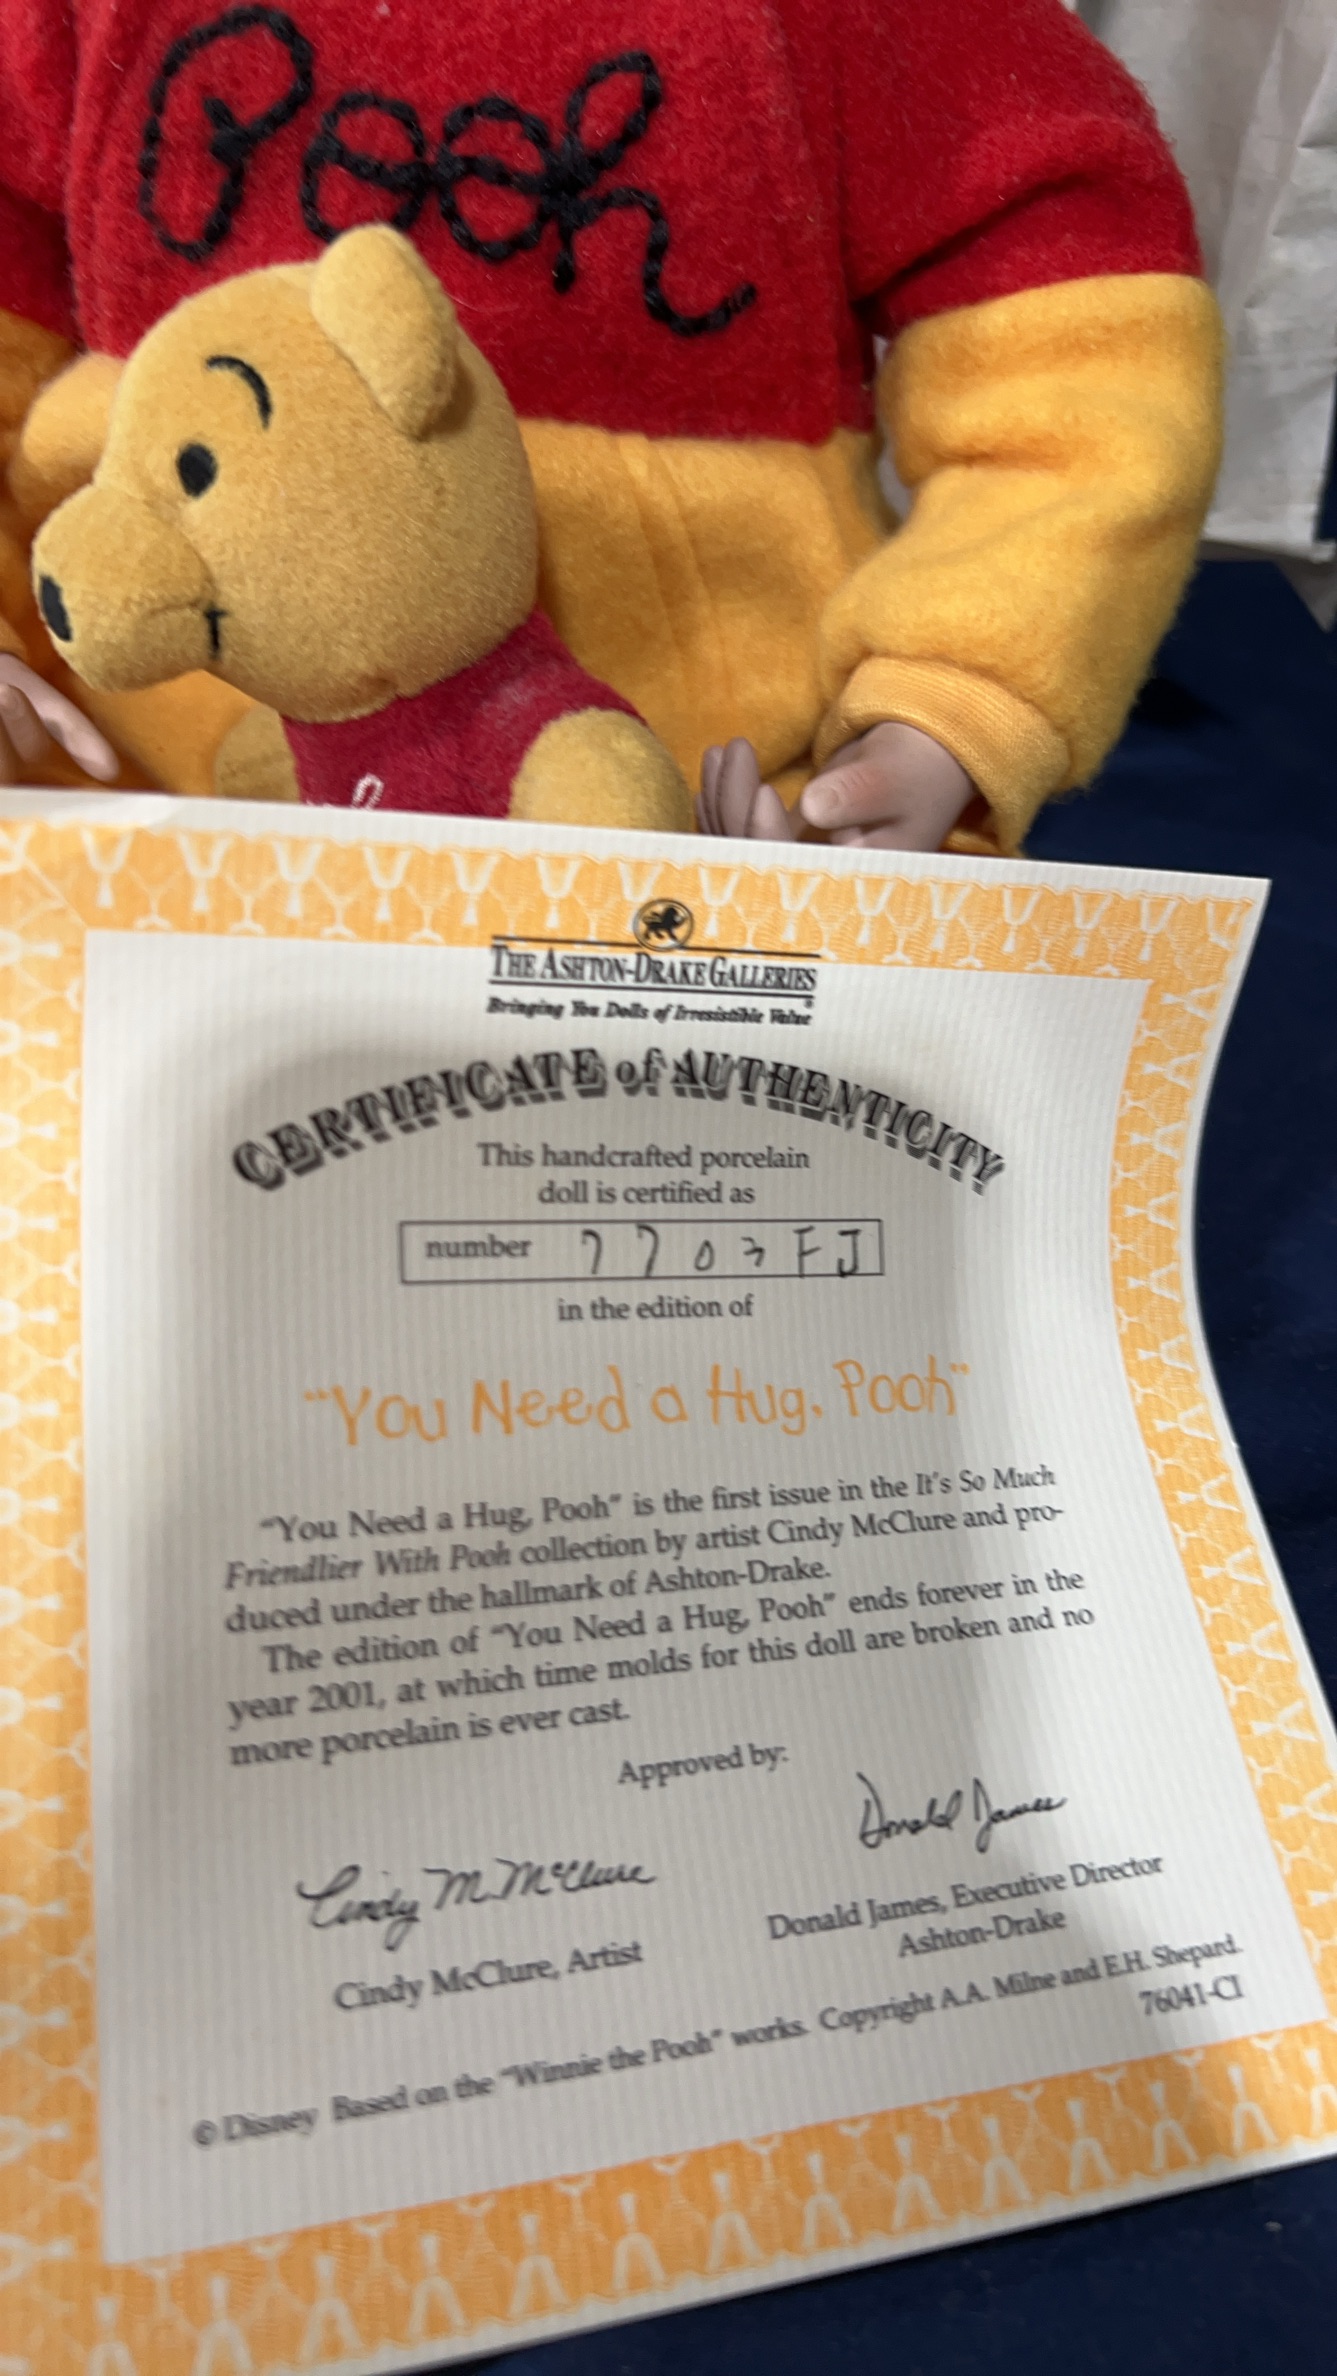 Pooh
THE ASHTON-DRAKE GALLERIES
Bringing You Dolls of Irresistible Value
CERTIFICATE of AUTHENTICITY
This handcrafted porcelain
doll is certified as
number 7703FJ
in the edition of
"You Need a Hug, Pooh"
"You Need a Hug, Pooh" is the first issue in the It's So Much
Friendlier With Pooh collection by artist Cindy McClure and pro-
duced under the hallmark of Ashton-Drake.
The edition of "You Need a Hug, Pooh" ends forever in the
year 2001, at which time molds for this doll are broken and no
more porcelain is ever cast.
Approved by:
Donald James
Cindy M. McClure
Donald James, Executive Director
Ashton-Drake
Cindy McClure, Artist
© Disney Based on the "Winnie the Pooh" works. Copyright A.A. Milne and E.H. Shepard.
76041-CI